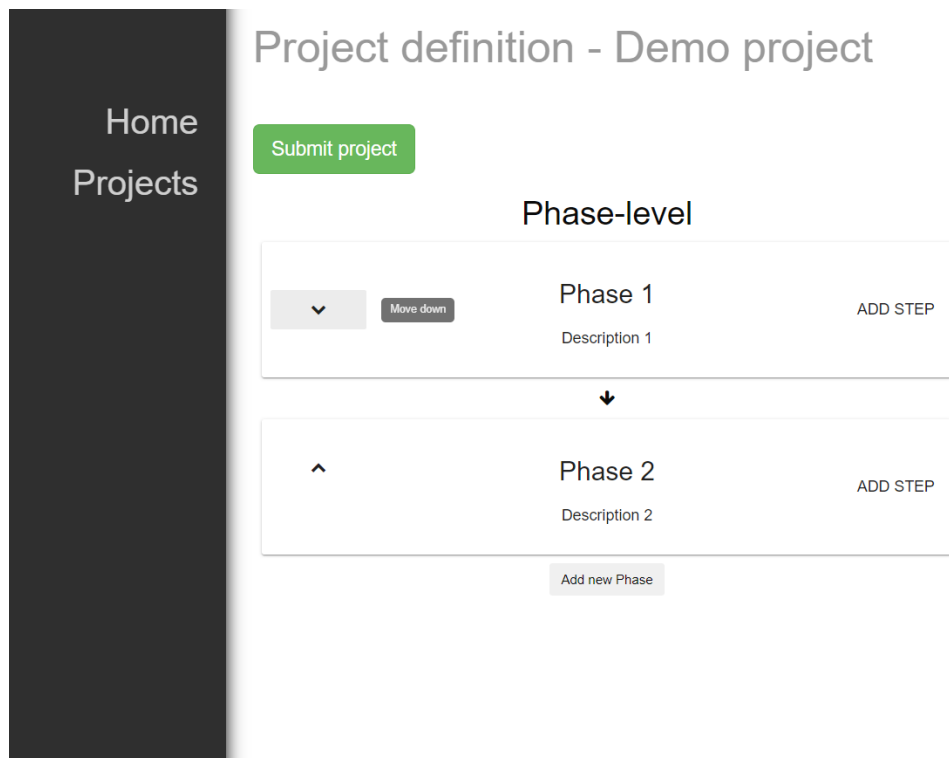 Project definition - Demo project
Home
Projects
Submit project
Phase-level
Phase 1
Move down
ADD STEP
Description 1
Phase 2
ADD STEP
Description 2
Add new Phase